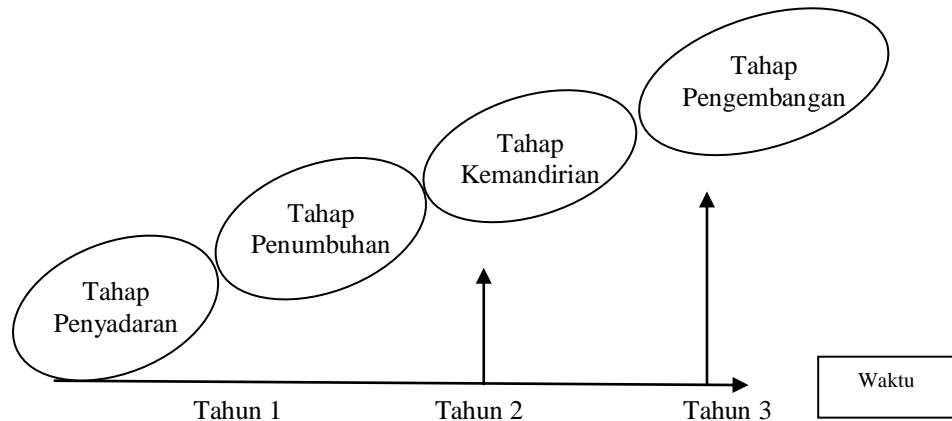 Tahap
Pengembangan
Tahap
Kemandirian
Tahap
Penumbuhan
Tahap
Penyadaran
Waktu
Tahun 1
Tahun 2
Tahun 3